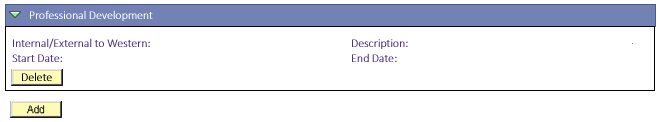 Professional Development
Internal/External to Western: Description:
Start Date: End Date:
Delete
Add